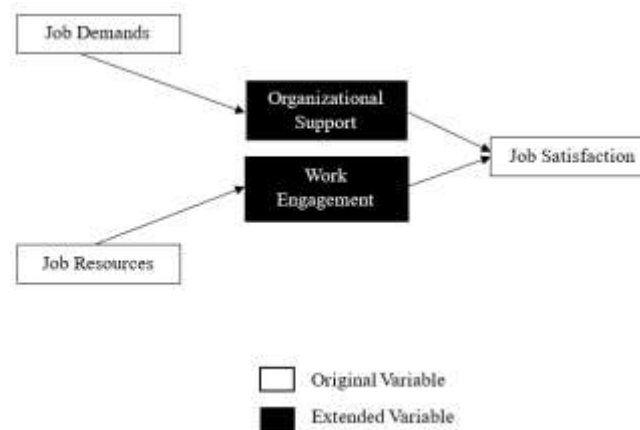 Job Demands
Organizational
Support
Job Satisfaction
Work
Engagement
Job Resources
Original Variable
Extended Variable